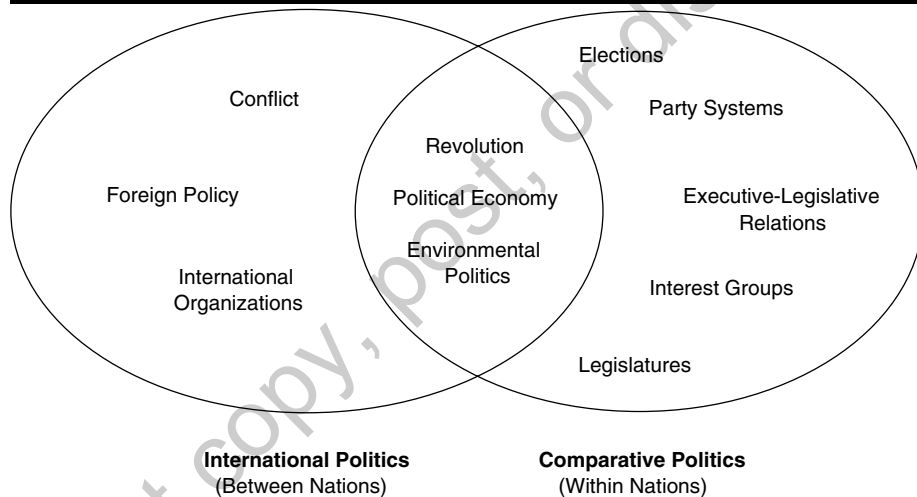 Elections
Conflict
Party Systems
Revolution
Foreign Policy
Political Economy
Executive-Legislative
Relations
Environmental
Politics
International
Organizations
Interest Groups
Legislatures
International Politics
(Between Nations)
Comparative Politics
(Within Nations)
copy, post, or